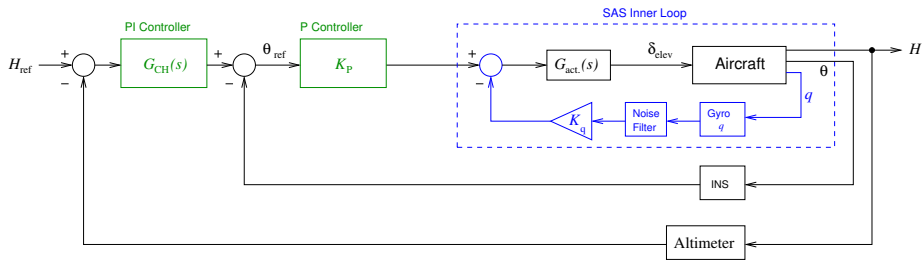 PI Controller
P Controller
SAS Inner Loop
H_ref
+
−
G_CH(s)
+
−
θ_ref
K_P
+
−
G_act.(s)
δ_elev
Aircraft
H
θ
q
K_q
Noise
Filter
Gyro
q
INS
Altimeter